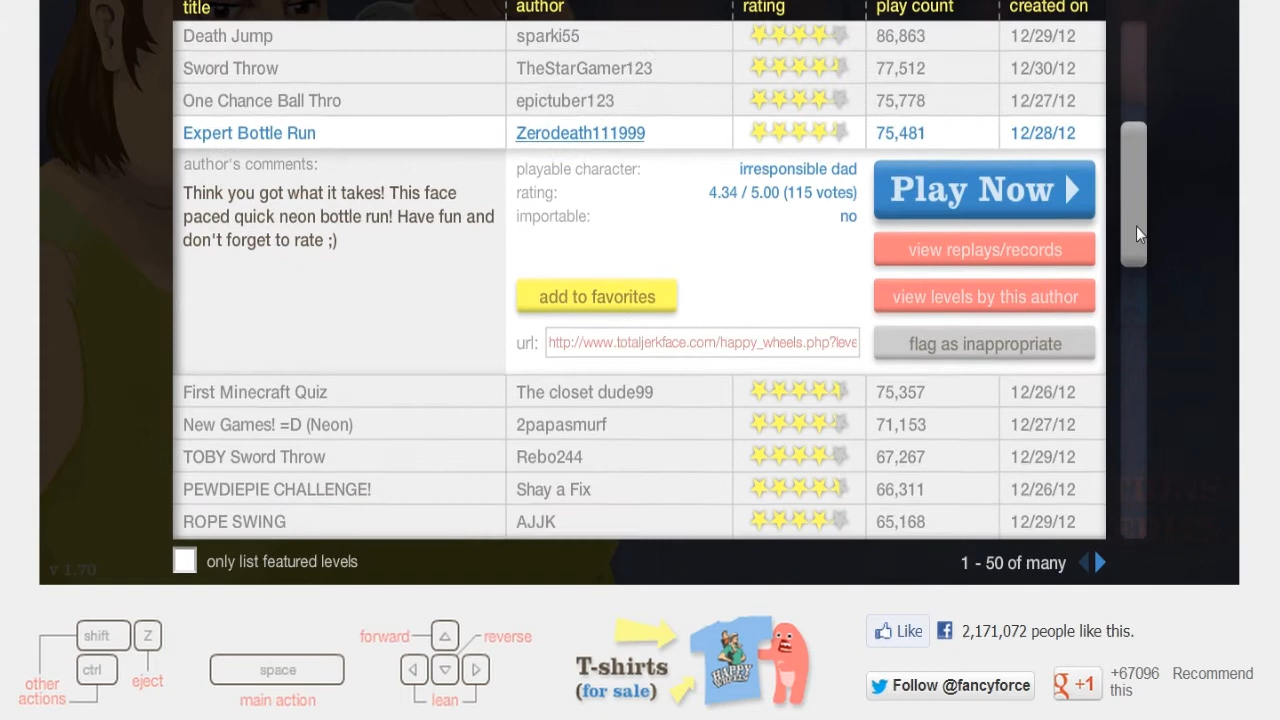 title author rating play count created on
Death Jump sparki55 86,863 12/29/12
Sword Throw TheStarGamer123 77,512 12/30/12
One Chance Ball Thro epictuber123 75,778 12/27/12
Expert Bottle Run Zerodeath111999 75,481 12/28/12
author's comments:
Think you got what it takes! This face
paced quick neon bottle run! Have fun and
don't forget to rate ;)
playable character: irresponsible dad
rating: 4.34 / 5.00 (115 votes)
importable: no
add to favorites
url: http://www.totaljerkface.com/happy_wheels.php?leve
Play Now
view replays/records
view levels by this author
flag as inappropriate
First Minecraft Quiz The closet dude99 75,357 12/26/12
New Games! =D (Neon) 2papasmurf 71,153 12/27/12
TOBY Sword Throw Rebo244 67,267 12/29/12
PEWDIEPIE CHALLENGE! Shay a Fix 66,311 12/26/12
ROPE SWING AJJK 65,168 12/29/12
only list featured levels 1 - 50 of many
v 1.70
shift Z
ctrl
other
actions
eject
space
main action
forward reverse
lean
T-shirts
(for sale)
HAPPY
WHEELS
Like 2,171,072 people like this.
Follow @fancyforce
+1 +67096 Recommend
this